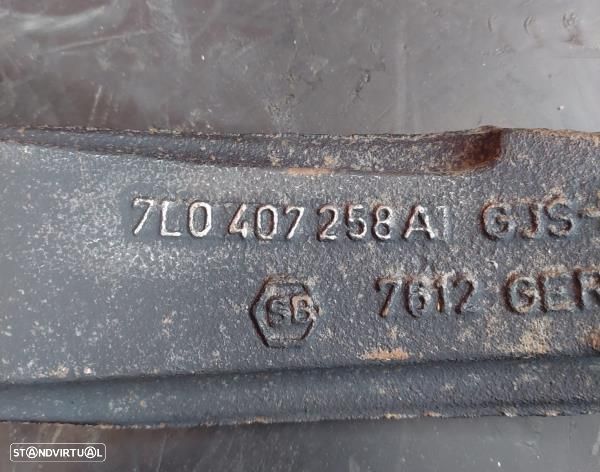 7L0 407 258 A1 GJS-
SB 7612 GER
STANDVIRTUAL